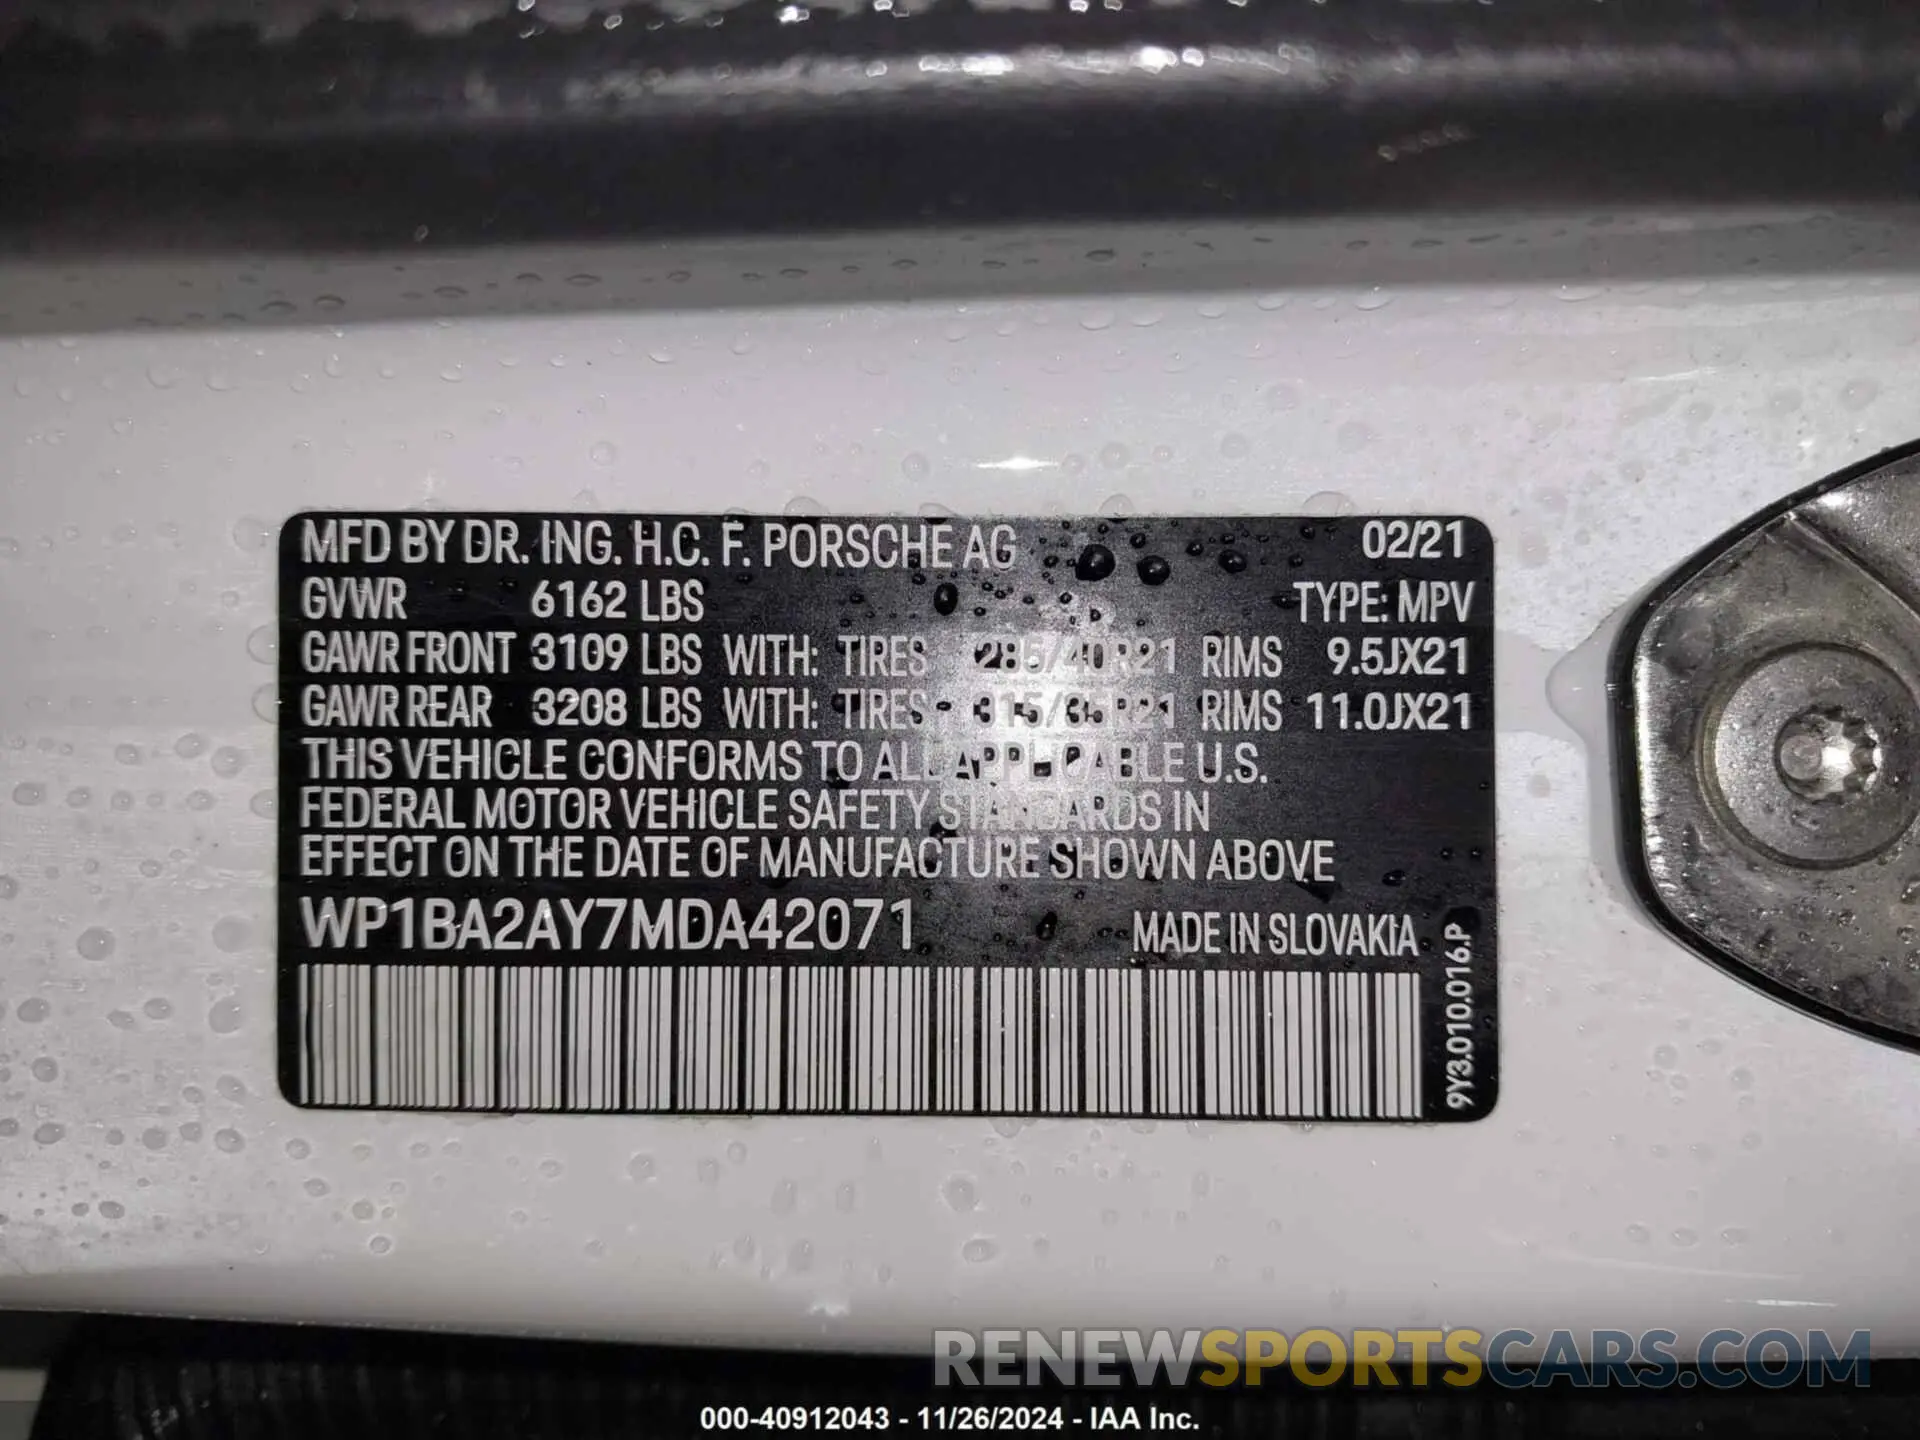 MFD BY DR. ING. H.C. F. PORSCHE AG 02/21
GVWR 6162 LBS TYPE: MPV
GAWR FRONT 3109 LBS WITH: TIRES 285/40R21 RIMS 9.5JX21
GAWR REAR 3208 LBS WITH: TIRES 315/35R21 RIMS 11.0JX21
THIS VEHICLE CONFORMS TO ALL APPLICABLE U.S.
FEDERAL MOTOR VEHICLE SAFETY STANDARDS IN
EFFECT ON THE DATE OF MANUFACTURE SHOWN ABOVE
WP1BA2AY7MDA42071 MADE IN SLOVAKIA
9Y3.010.016.P
RENEWSPORTSCARS.COM
000-40912043 - 11/26/2024 - IAA Inc.